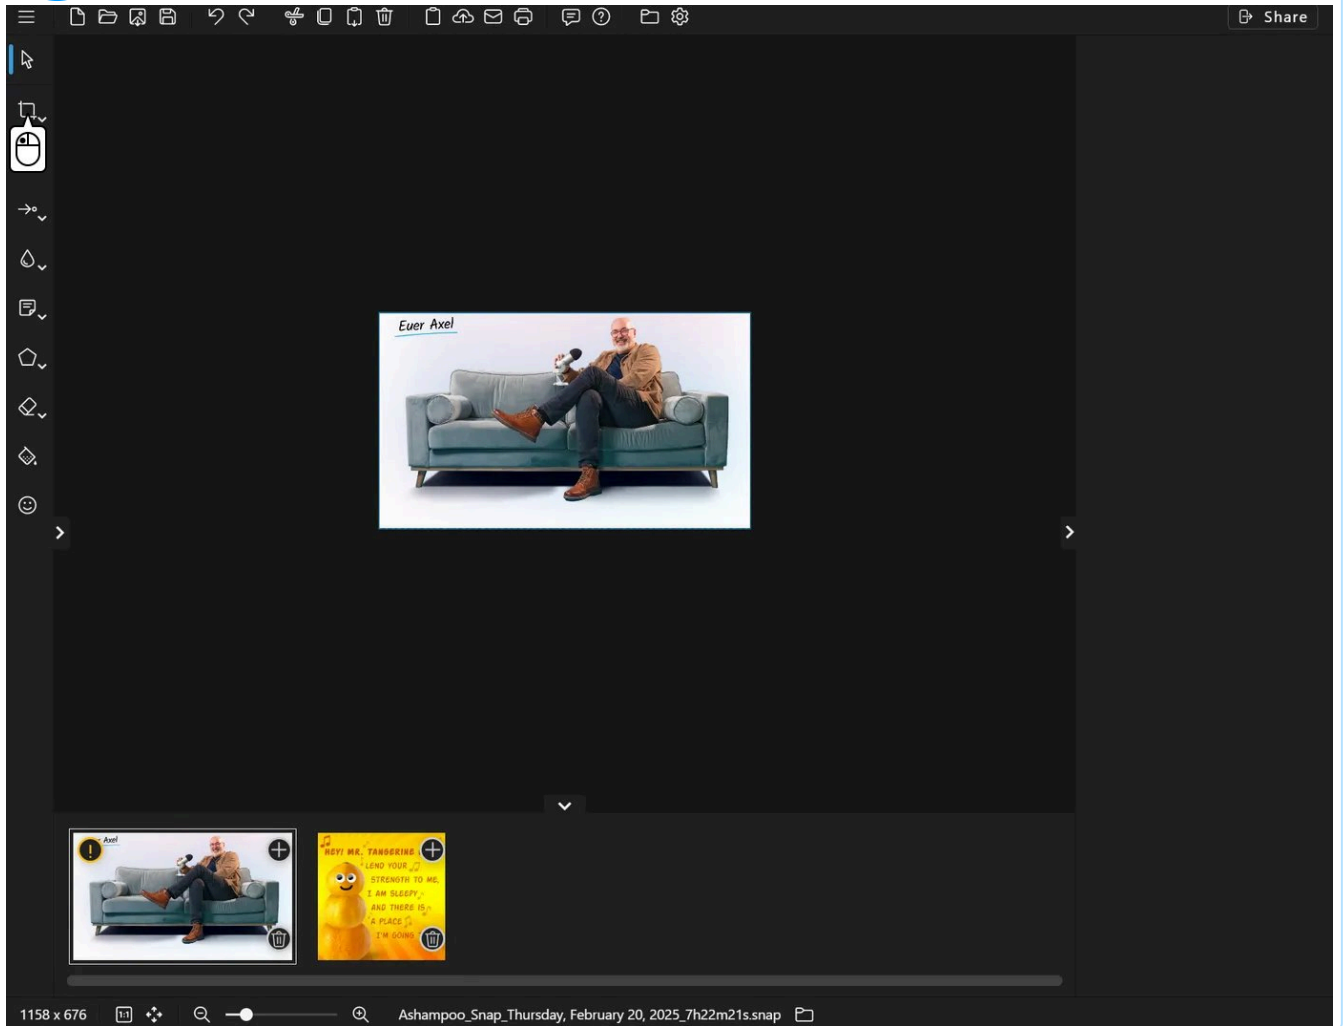 Share
Euer Axel
Axel
HEY! MR. TANGERINE
LEND YOUR
STRENGTH TO ME,
I AM SLEEPY
AND THERE IS
A PLACE
I'M GOING
1158 x 676
1:1
Ashampoo_Snap_Thursday, February 20, 2025_7h22m21s.snap